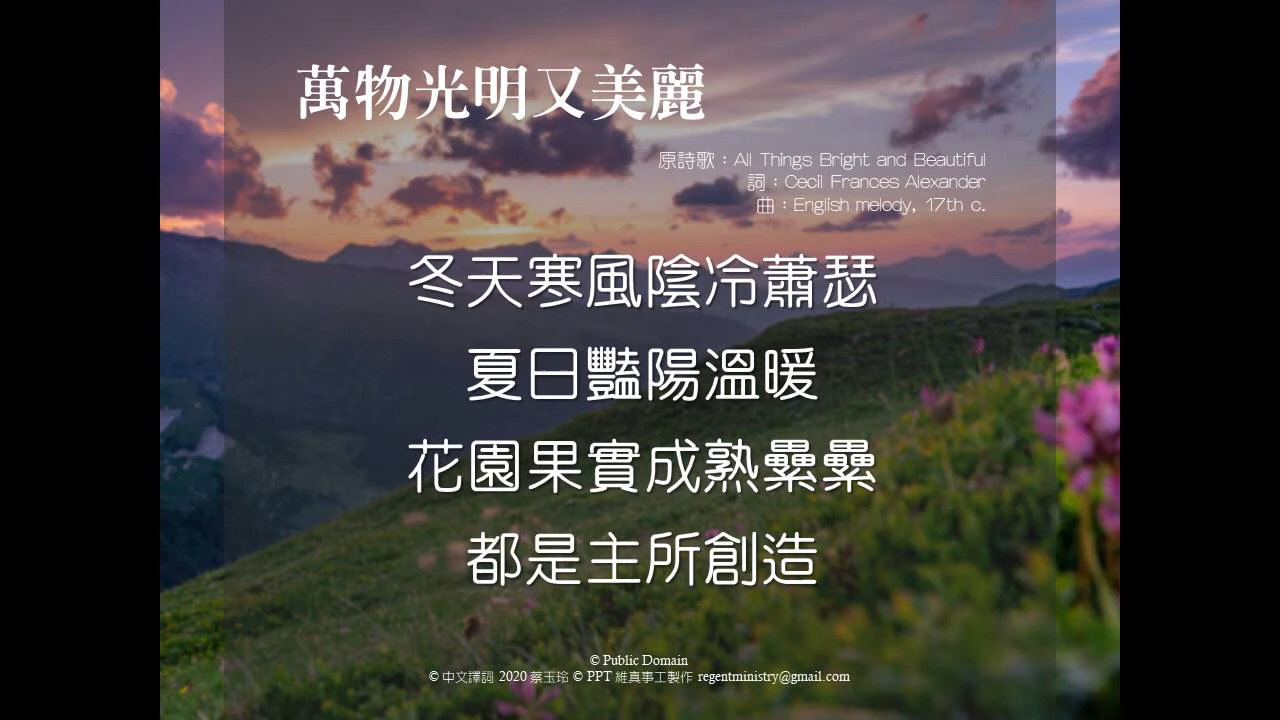 萬物光明又美麗
原詩歌：All Things Bright and Beautiful
詞：Cecil Frances Alexander
曲：English melody, 17th c.
冬天寒風陰冷蕭瑟
夏日豔陽溫暖
花園果實成熟纍纍
都是主所創造
© Public Domain
© 中文譯詞 2020 蔡玉玲 © PPT 維真事工製作 regentministry@gmail.com